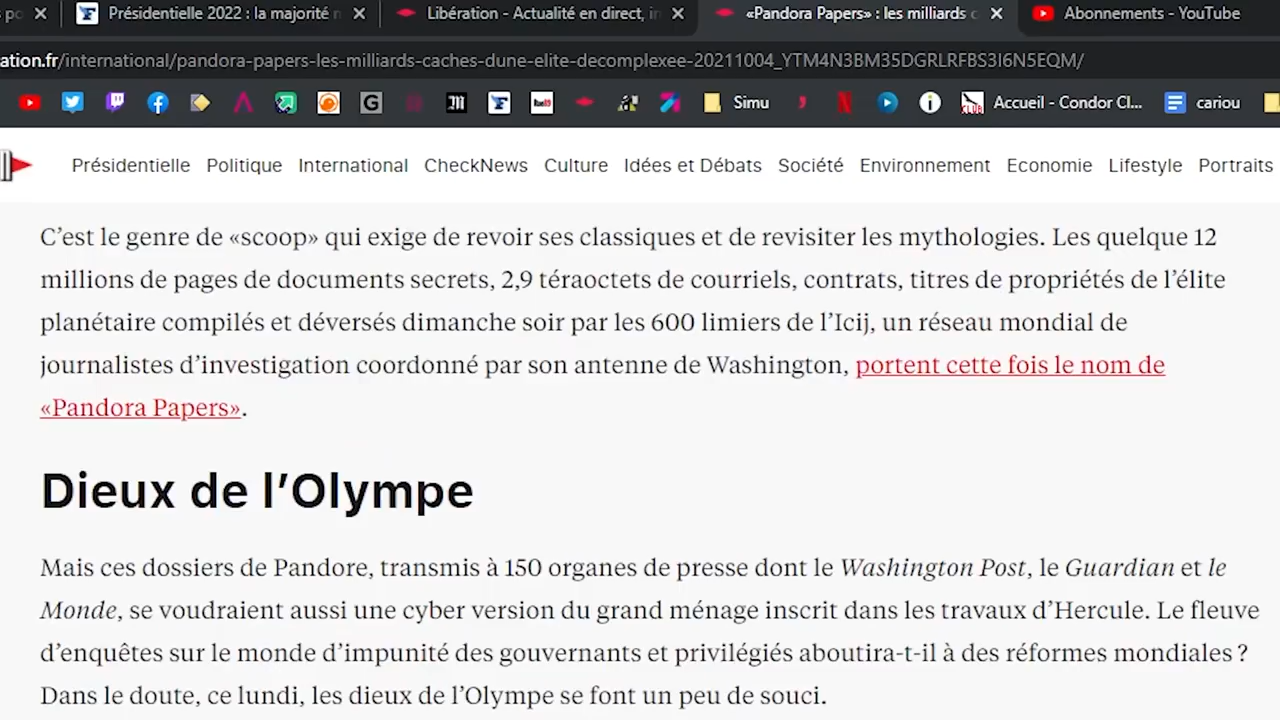 s po
Présidentielle 2022 : la majorité
Libération - Actualité en direct, in
«Pandora Papers» : les milliards c
Abonnements - YouTube
ation.fr/international/pandora-papers-les-milliards-caches-dune-elite-decomplexee-20211004_YTM4N3BM35DGRLRFBS3I6N5EQM/
Simu
Accueil - Condor Cl...
cariou
Présidentielle Politique International CheckNews Culture Idées et Débats Société Environnement Economie Lifestyle Portraits
C’est le genre de «scoop» qui exige de revoir ses classiques et de revisiter les mythologies. Les quelque 12
millions de pages de documents secrets, 2,9 téraoctets de courriels, contrats, titres de propriétés de l’élite
planétaire compilés et déversés dimanche soir par les 600 limiers de l’Icij, un réseau mondial de
journalistes d’investigation coordonné par son antenne de Washington, portent cette fois le nom de
«Pandora Papers».
Dieux de l’Olympe
Mais ces dossiers de Pandore, transmis à 150 organes de presse dont le Washington Post, le Guardian et le
Monde, se voudraient aussi une cyber version du grand ménage inscrit dans les travaux d’Hercule. Le fleuve
d’enquêtes sur le monde d’impunité des gouvernants et privilégiés aboutira-t-il à des réformes mondiales ?
Dans le doute, ce lundi, les dieux de l’Olympe se font un peu de souci.